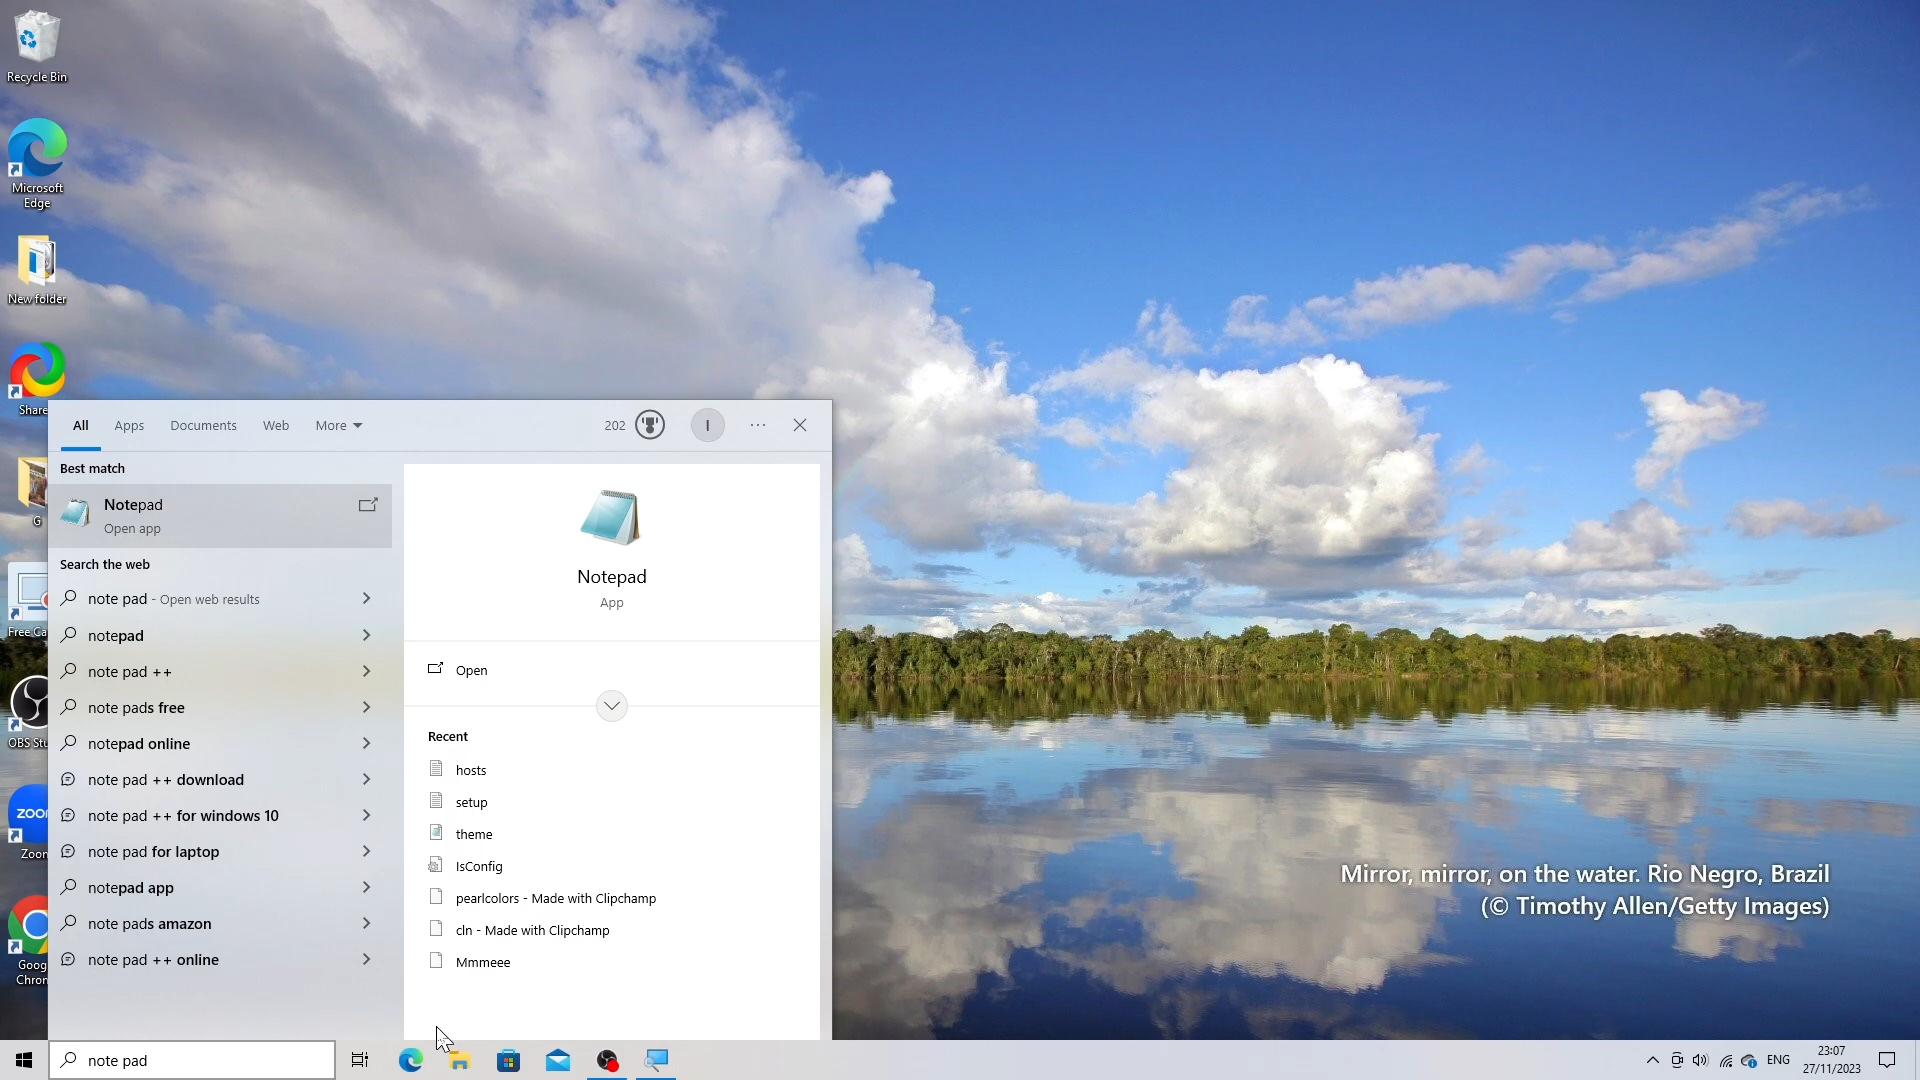 Recycle Bin
Microsoft
Edge
New folder
Share
G
Free Ca
OBS Stu
ZOO
Zoon
Goog
Chron
All
Apps
Documents
Web
More
202
I
Best match
Notepad
Open app
Search the web
note pad - Open web results
notepad
note pad ++
note pads free
notepad online
note pad ++ download
note pad ++ for windows 10
note pad for laptop
notepad app
note pads amazon
note pad ++ online
Notepad
App
Open
Recent
hosts
setup
theme
IsConfig
pearlcolors - Made with Clipchamp
cln - Made with Clipchamp
Mmmeee
Mirror, mirror, on the water. Rio Negro, Brazil
(© Timothy Allen/Getty Images)
note pad
ENG
23:07
27/11/2023